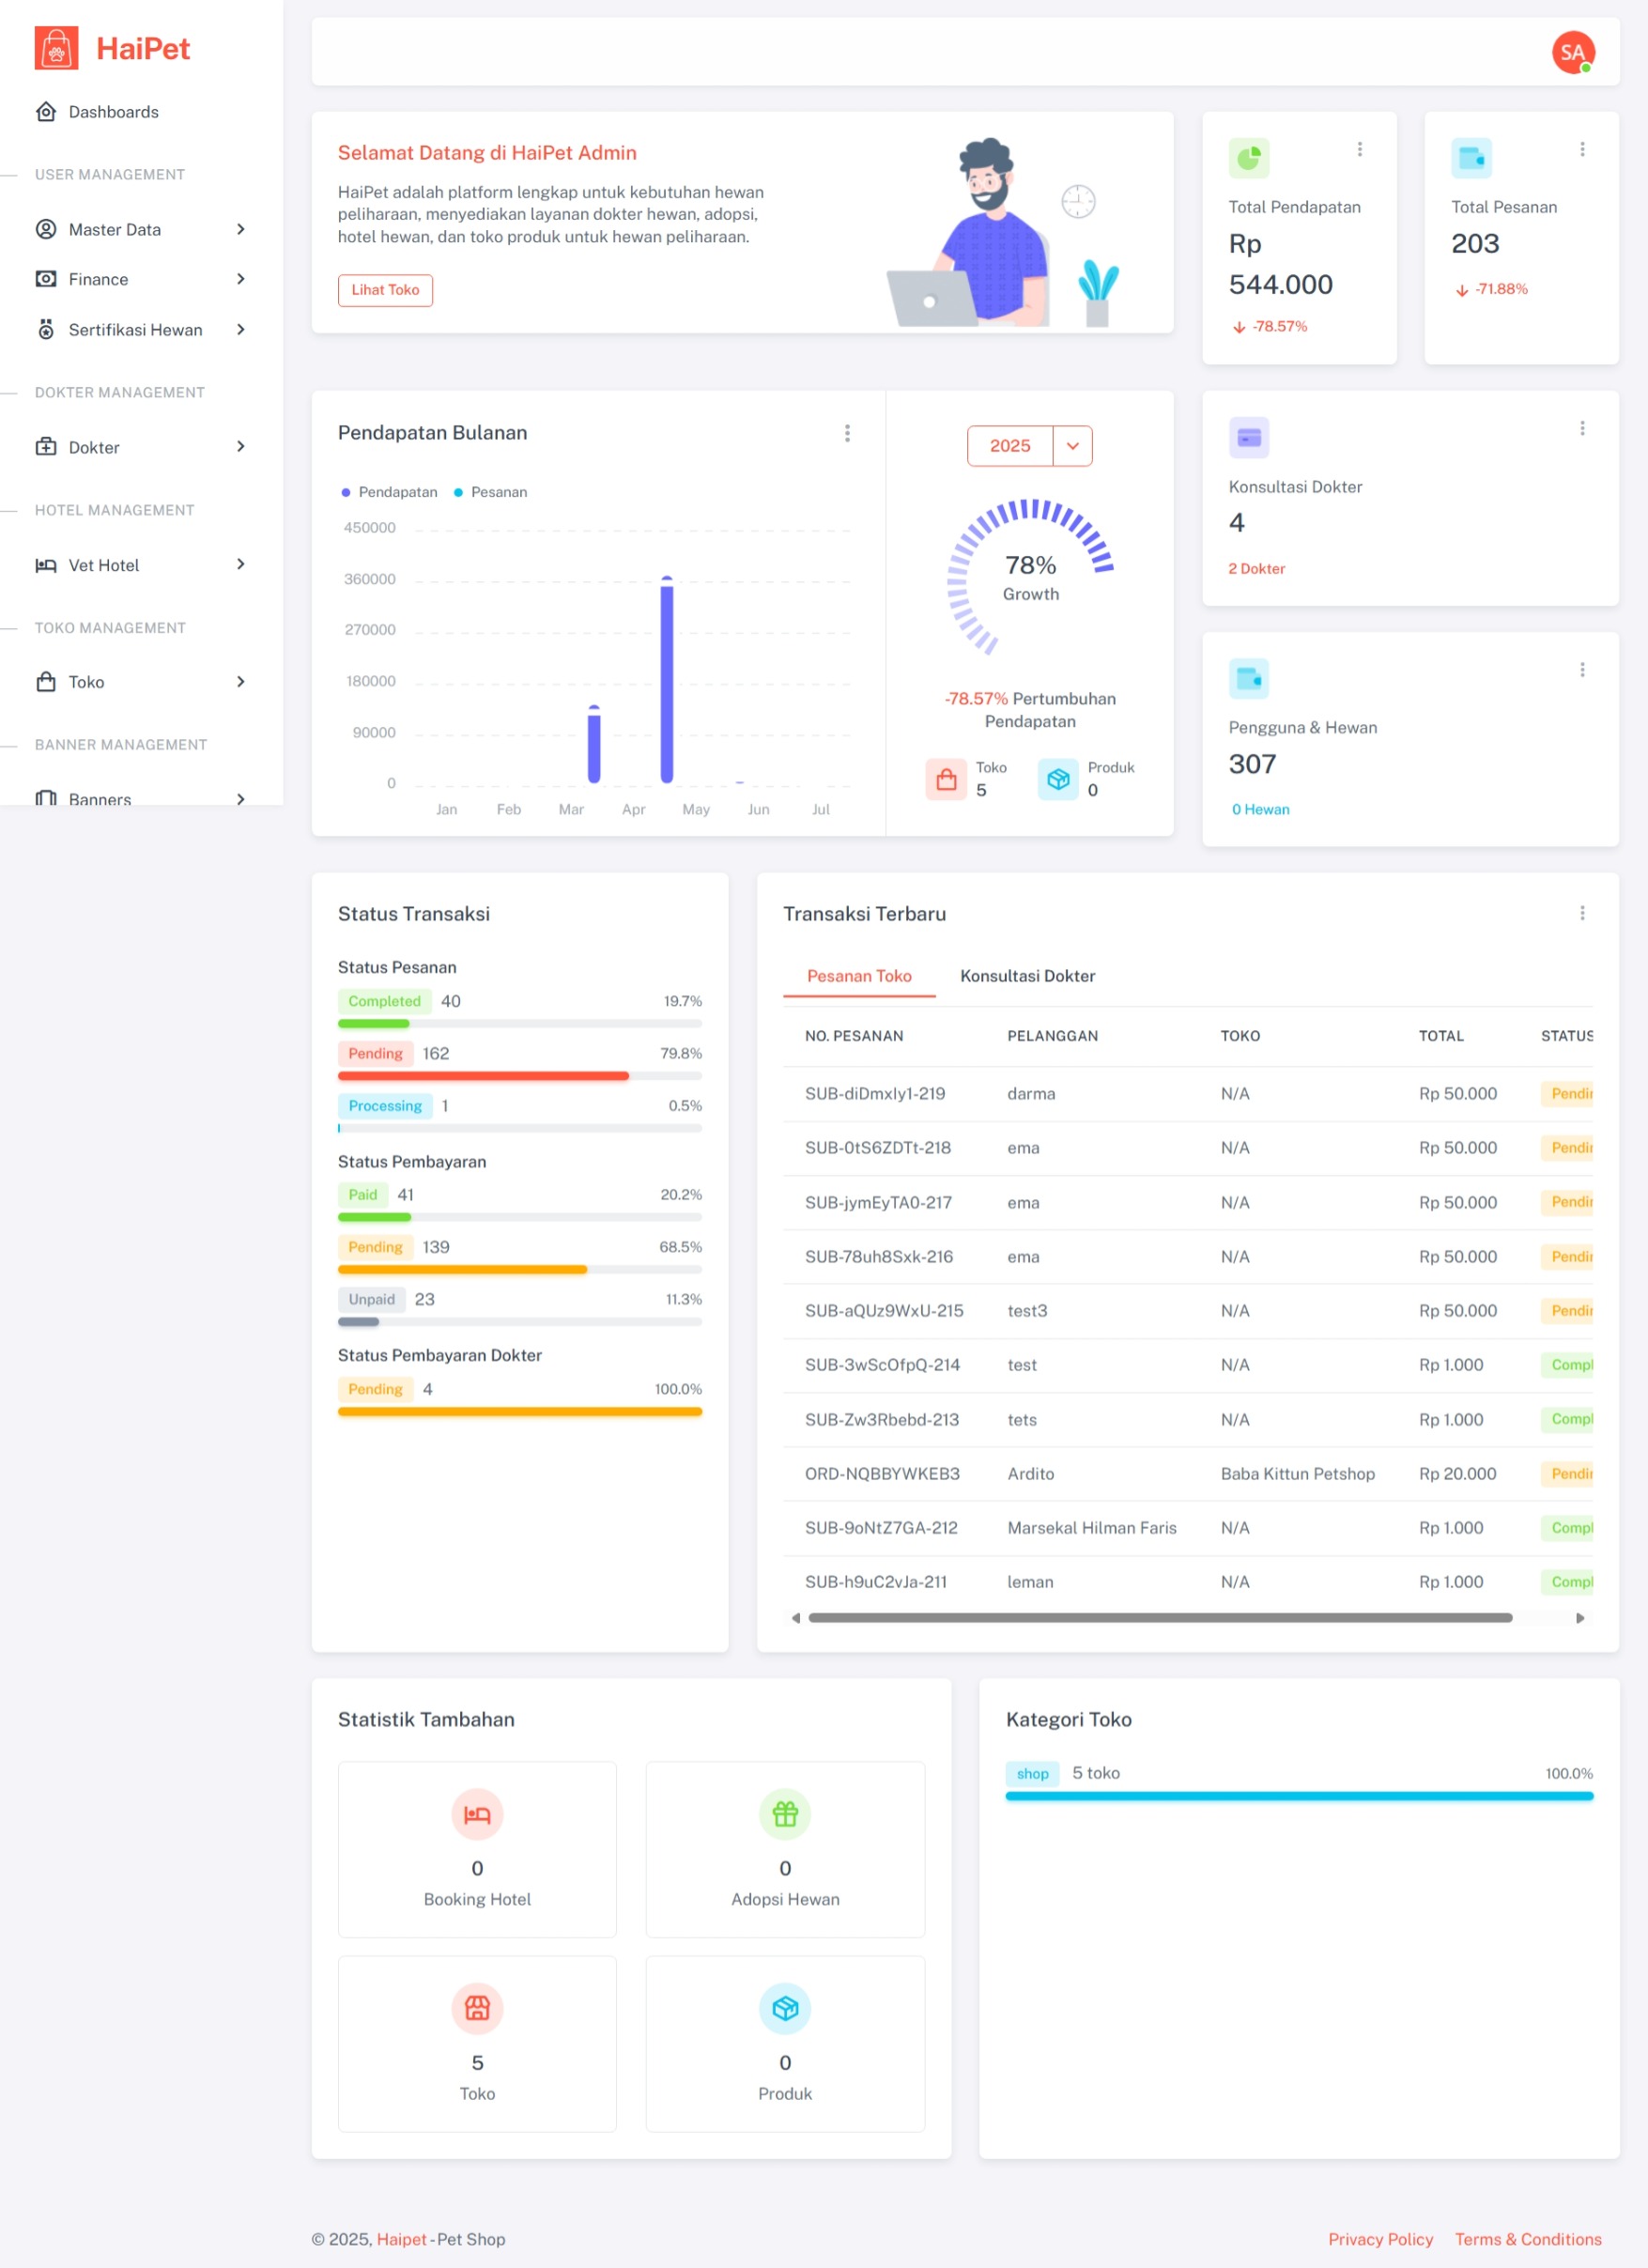 HaiPet
Dashboards
USER MANAGEMENT
Master Data
Finance
Sertifikasi Hewan
DOKTER MANAGEMENT
Dokter
HOTEL MANAGEMENT
Vet Hotel
TOKO MANAGEMENT
Toko
BANNER MANAGEMENT
Banners
SA
Selamat Datang di HaiPet Admin
HaiPet adalah platform lengkap untuk kebutuhan hewan
peliharaan, menyediakan layanan dokter hewan, adopsi,
hotel hewan, dan toko produk untuk hewan peliharaan.
Lihat Toko
Total Pendapatan
Rp
544.000
-78.57%
Total Pesanan
203
-71.88%
Pendapatan Bulanan
Pendapatan Pesanan
450000
360000
270000
180000
90000
0
Jan Feb Mar Apr May Jun Jul
2025
78%
Growth
-78.57% Pertumbuhan
Pendapatan
Toko
5
Produk
0
Konsultasi Dokter
4
2 Dokter
Pengguna & Hewan
307
0 Hewan
Status Transaksi
Status Pesanan
Completed 40 19.7%
Pending 162 79.8%
Processing 1 0.5%
Status Pembayaran
Paid 41 20.2%
Pending 139 68.5%
Unpaid 23 11.3%
Status Pembayaran Dokter
Pending 4 100.0%
Transaksi Terbaru
Pesanan Toko Konsultasi Dokter
NO. PESANAN PELANGGAN TOKO TOTAL STATUS
SUB-diDmxly1-219 darma N/A Rp 50.000 Pendin
SUB-0tS6ZDTt-218 ema N/A Rp 50.000 Pendin
SUB-jymEyTA0-217 ema N/A Rp 50.000 Pendin
SUB-78uh8Sxk-216 ema N/A Rp 50.000 Pendin
SUB-aQUz9WxU-215 test3 N/A Rp 50.000 Pendin
SUB-3wScOfpQ-214 test N/A Rp 1.000 Compl
SUB-Zw3Rbebd-213 tets N/A Rp 1.000 Compl
ORD-NQBBYWKEB3 Ardito Baba Kittun Petshop Rp 20.000 Pendin
SUB-9oNtZ7GA-212 Marsekal Hilman Faris N/A Rp 1.000 Compl
SUB-h9uC2vJa-211 leman N/A Rp 1.000 Compl
Statistik Tambahan
0
Booking Hotel
0
Adopsi Hewan
5
Toko
0
Produk
Kategori Toko
shop 5 toko 100.0%
© 2025, Haipet - Pet Shop
Privacy Policy Terms & Conditions